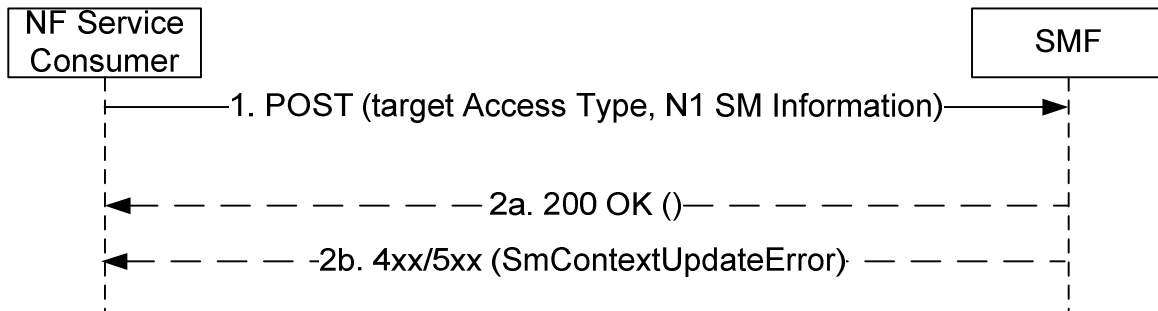 NF Service
Consumer
SMF
1. POST (target Access Type, N1 SM Information)
2a. 200 OK ()
2b. 4xx/5xx (SmContextUpdateError)